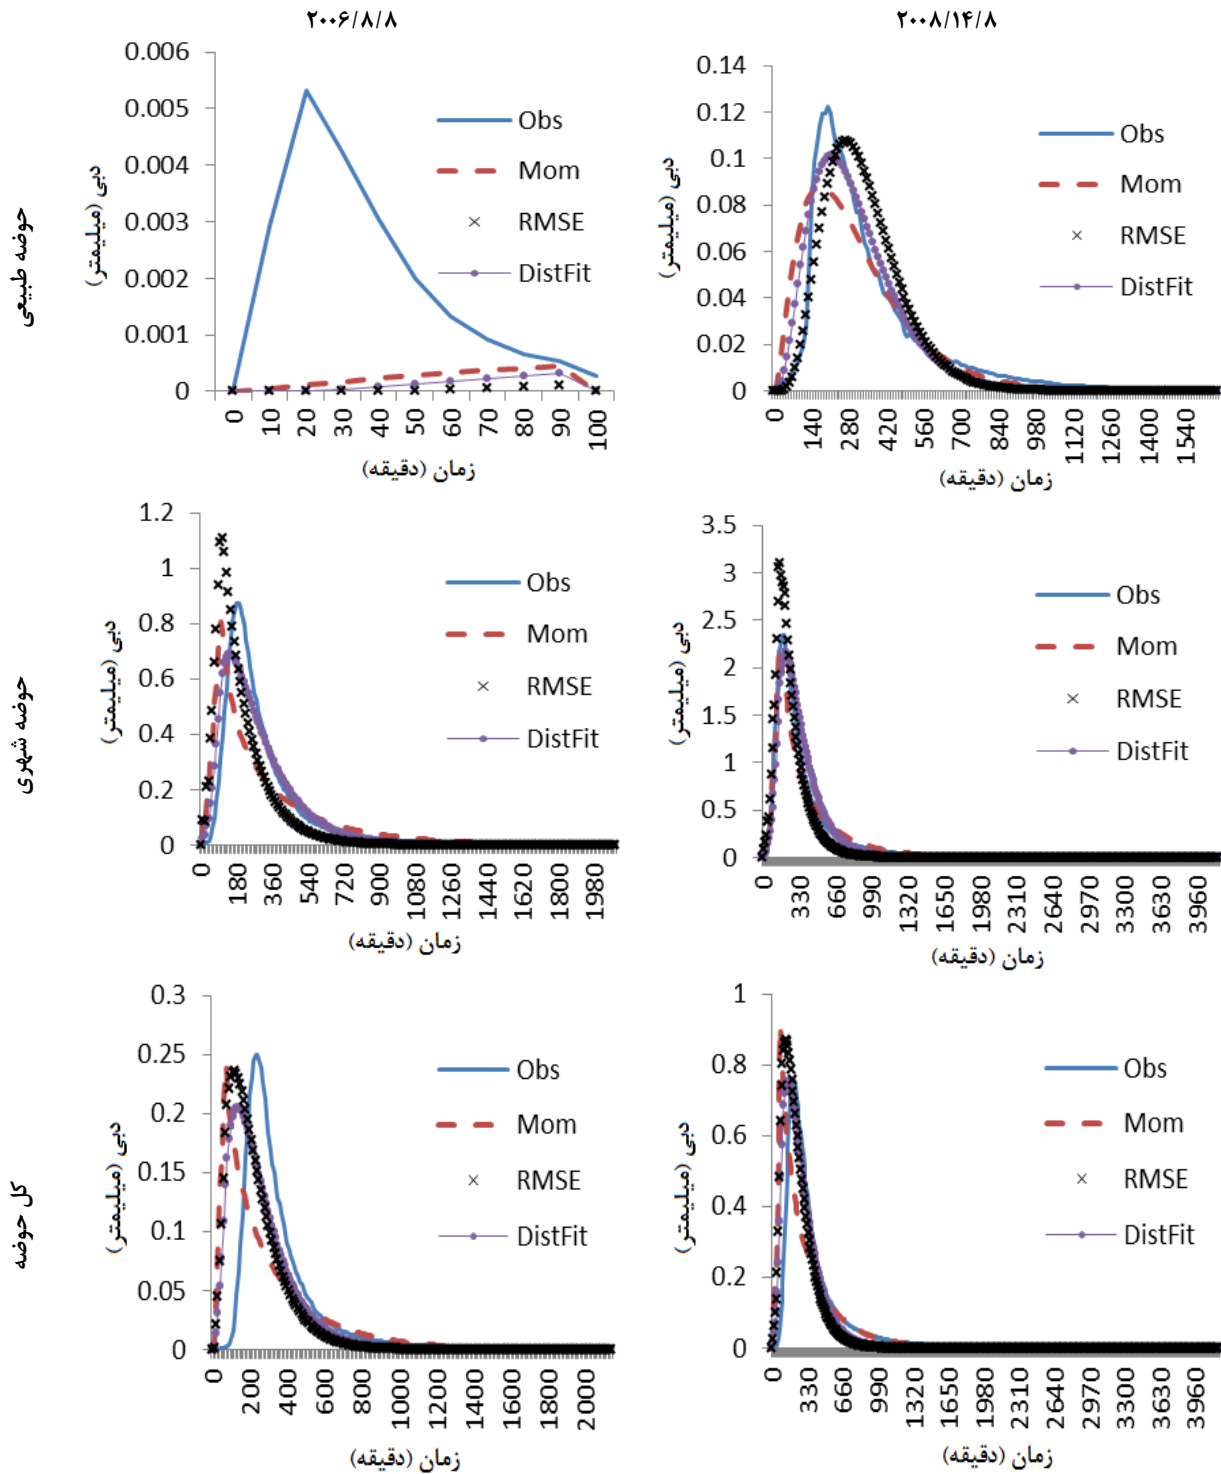 ۲۰۰۶/۸/۸
۲۰۰۸/۱۴/۸
حوضه طبیعی
دبی (میلیمتر)
0.006
0.005
0.004
0.003
0.002
0.001
0
Obs
Mom
RMSE
DistFit
0 10 20 30 40 50 60 70 80 90 100
زمان (دقیقه)
دبی (میلیمتر)
0.14
0.12
0.1
0.08
0.06
0.04
0.02
0
Obs
Mom
RMSE
DistFit
0 140 280 420 560 700 840 980 1120 1260 1400 1540
زمان (دقیقه)
حوضه شهری
دبی (میلیمتر)
1.2
1
0.8
0.6
0.4
0.2
0
Obs
Mom
RMSE
DistFit
0 180 360 540 720 900 1080 1260 1440 1620 1800 1980
زمان (دقیقه)
دبی (میلیمتر)
3.5
3
2.5
2
1.5
1
0.5
0
Obs
Mom
RMSE
DistFit
0 330 660 990 1320 1650 1980 2310 2640 2970 3300 3630 3960
زمان (دقیقه)
کل حوضه
دبی (میلیمتر)
0.3
0.25
0.2
0.15
0.1
0.05
0
Obs
Mom
RMSE
DistFit
0 200 400 600 800 1000 1200 1400 1600 1800 2000
زمان (دقیقه)
دبی (میلیمتر)
1
0.8
0.6
0.4
0.2
0
Obs
Mom
RMSE
DistFit
0 330 660 990 1320 1650 1980 2310 2640 2970 3300 3630 3960
زمان (دقیقه)